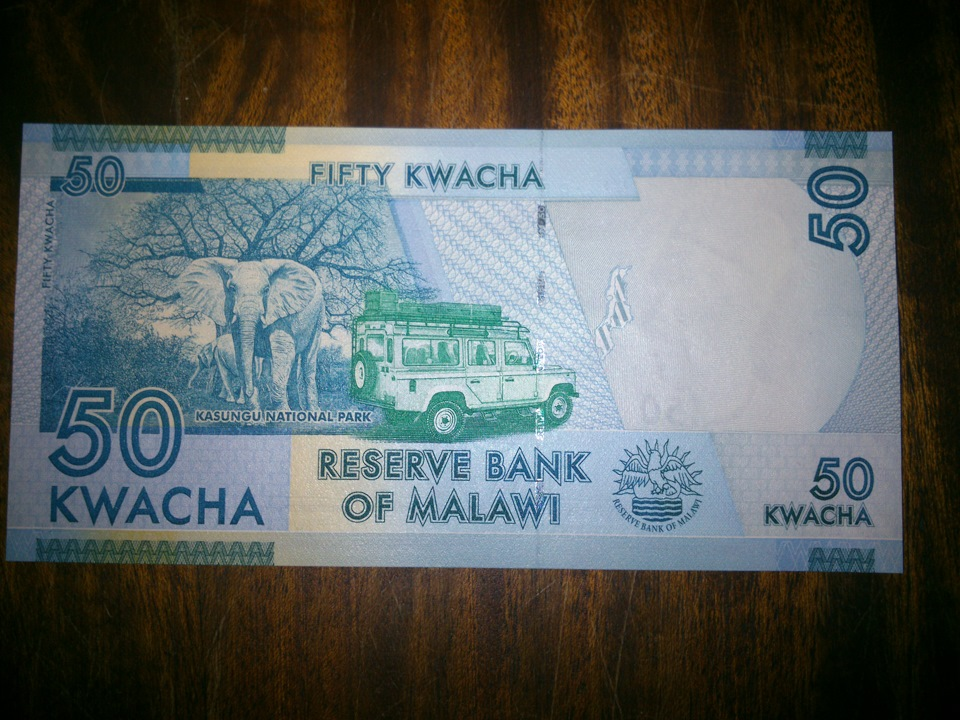 50
FIFTY KWACHA
50
FIFTY KWACHA
KASUNGU NATIONAL PARK
50
KWACHA
RESERVE BANK
OF MALAWI
RESERVE BANK OF MALAWI
50
KWACHA